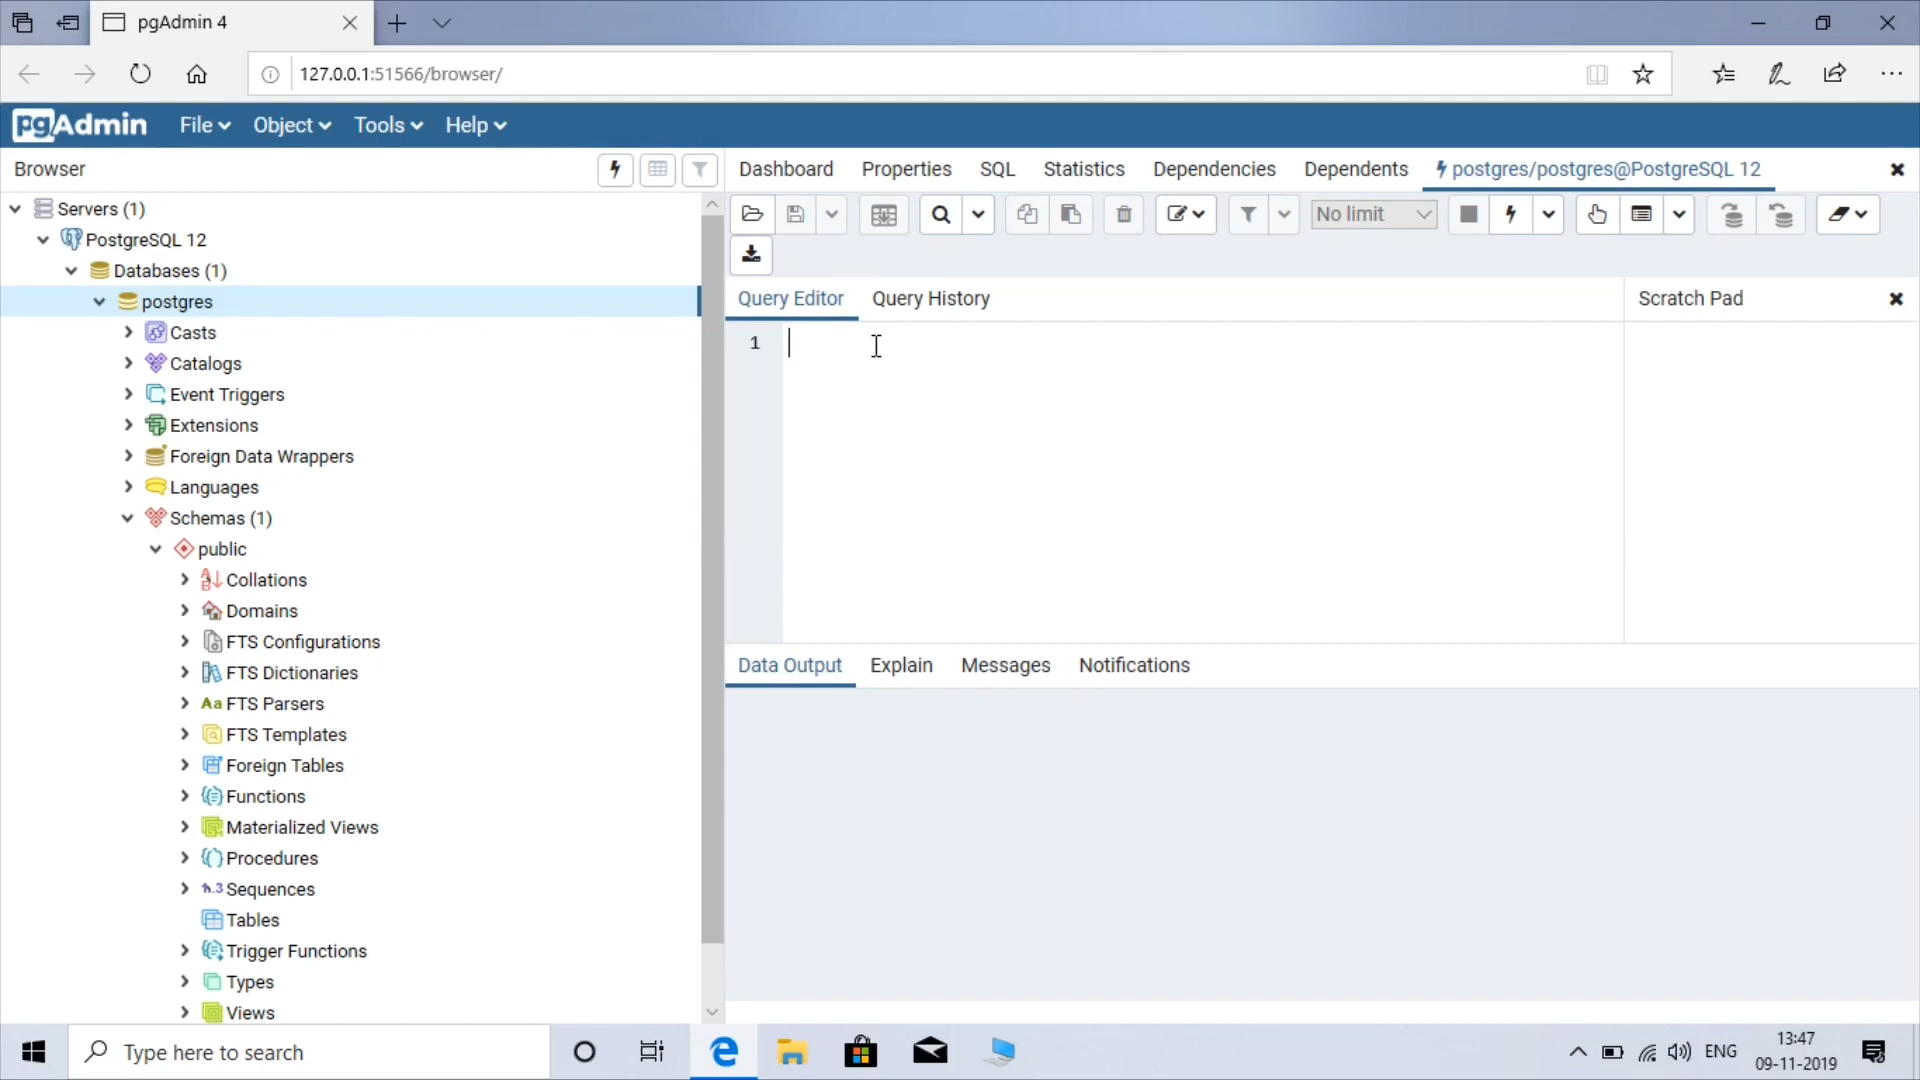 pgAdmin 4
127.0.0.1:51566/browser/
pgAdmin File Object Tools Help
Browser
Dashboard Properties SQL Statistics Dependencies Dependents postgres/postgres@PostgreSQL 12
Servers (1)
PostgreSQL 12
Databases (1)
postgres
Casts
Catalogs
Event Triggers
Extensions
Foreign Data Wrappers
Languages
Schemas (1)
public
Collations
Domains
FTS Configurations
FTS Dictionaries
Aa FTS Parsers
FTS Templates
Foreign Tables
Functions
Materialized Views
Procedures
1..3 Sequences
Tables
Trigger Functions
Types
Views
No limit
Query Editor Query History
Scratch Pad
1
Data Output Explain Messages Notifications
Type here to search
ENG
13:47
09-11-2019